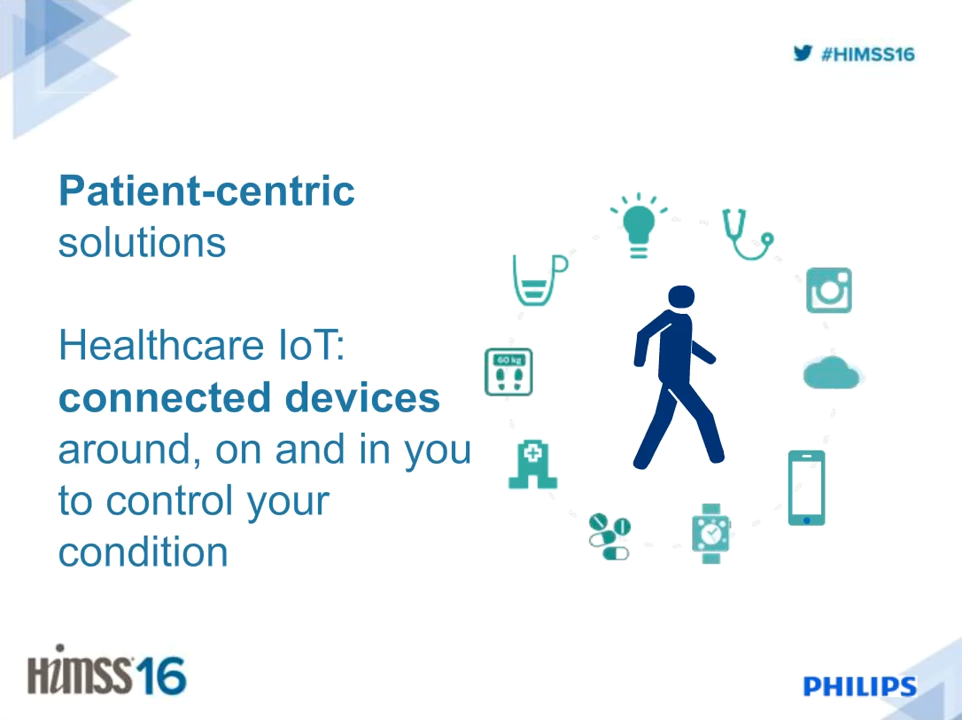 #HIMSS16
Patient-centric
solutions
Healthcare IoT:
connected devices
around, on and in you
to control your
condition
60 kg
HiMSS16
PHILIPS